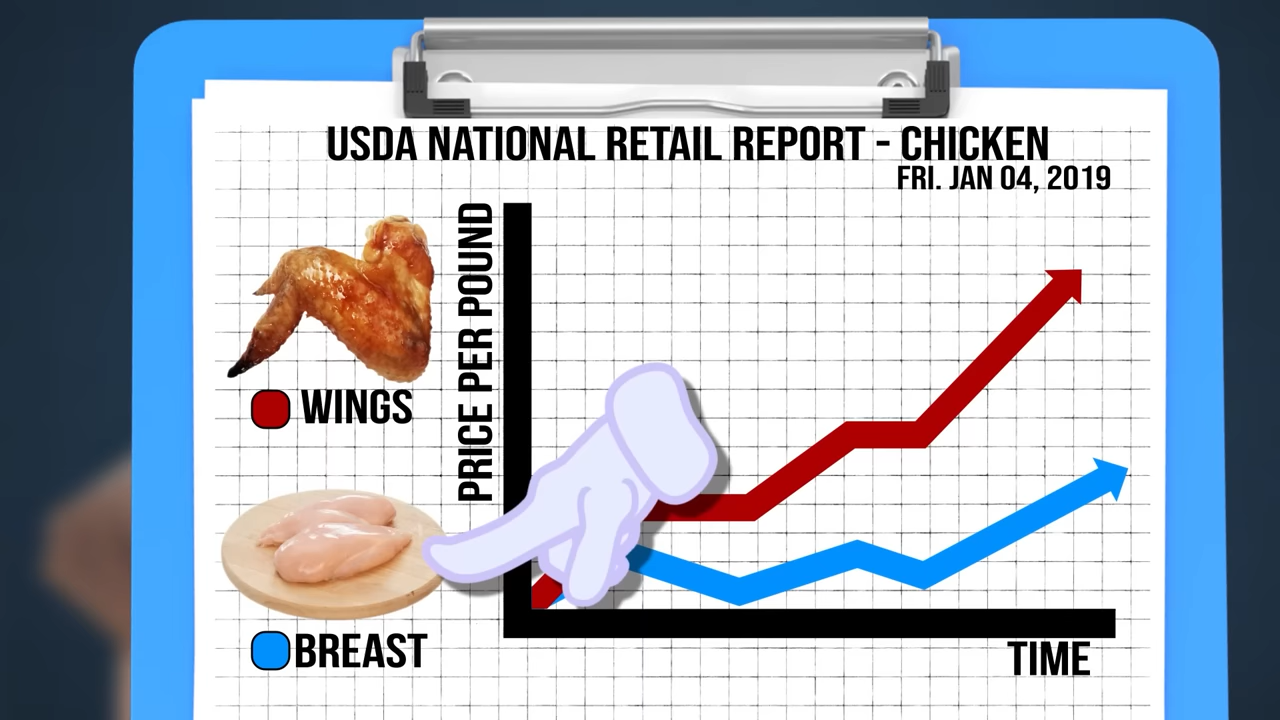 USDA NATIONAL RETAIL REPORT - CHICKEN
FRI. JAN 04, 2019
PRICE PER POUND
WINGS
BREAST
TIME